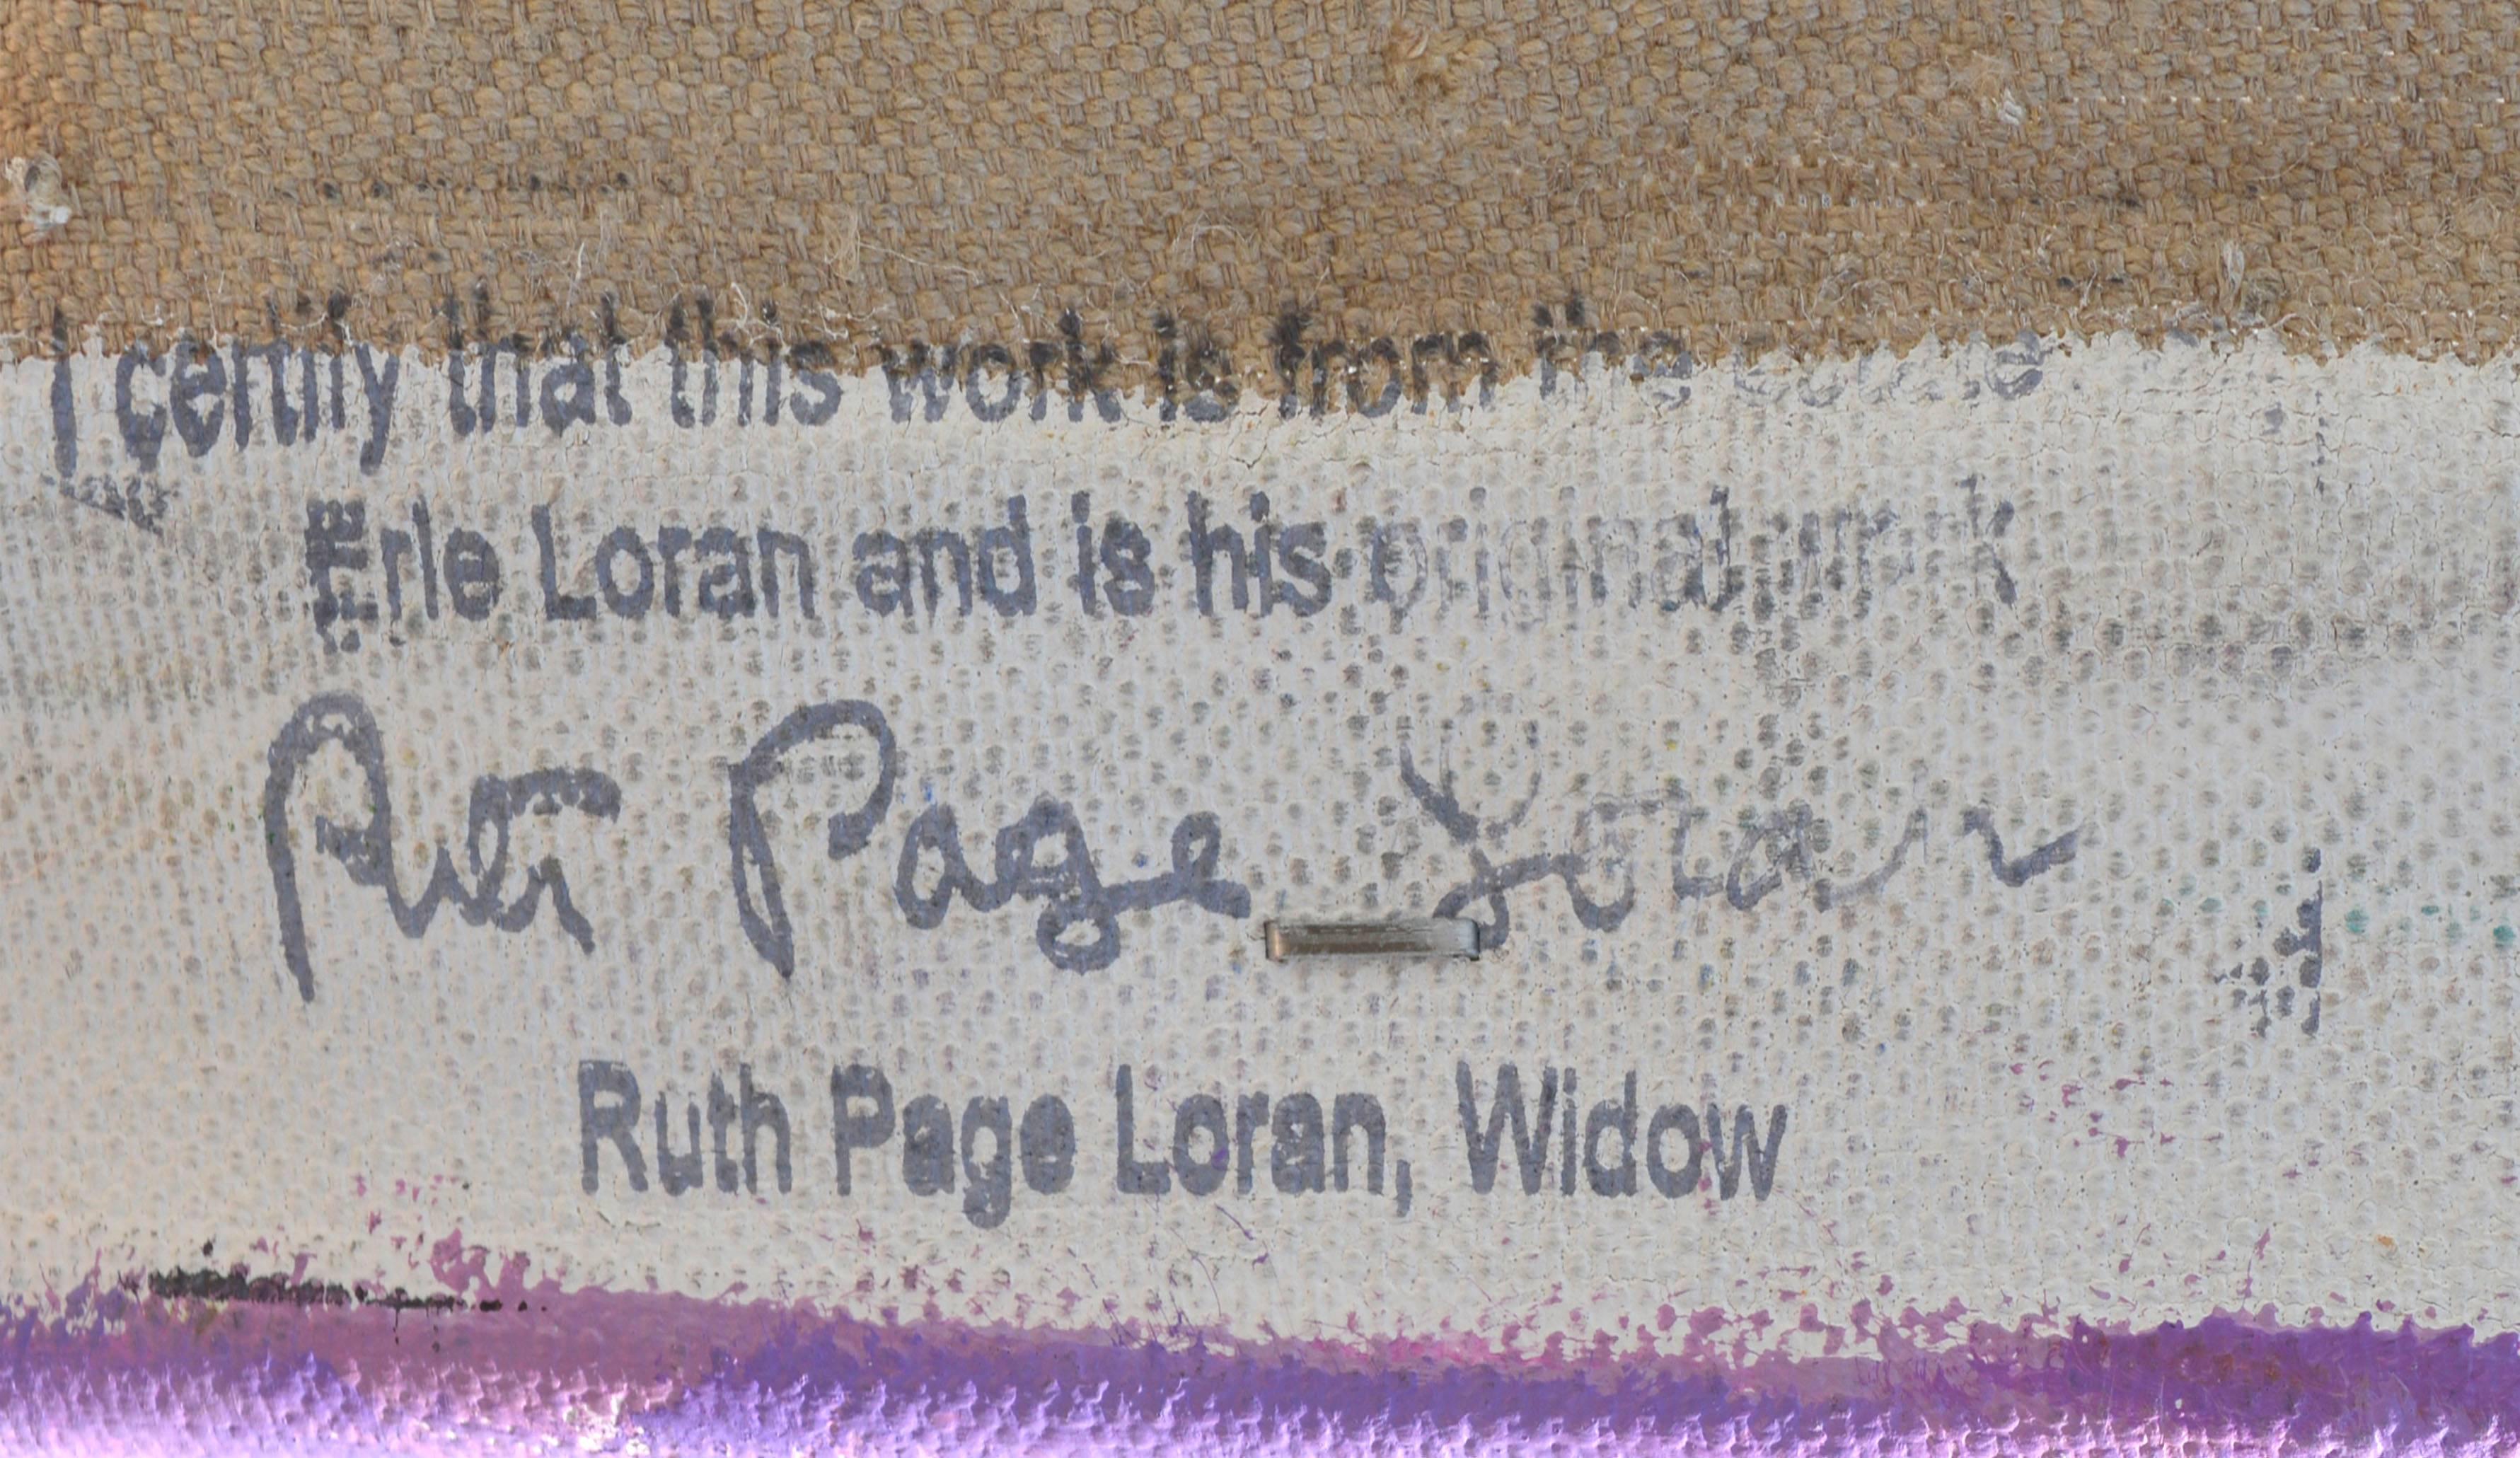 I certify that this work is from the estate
Erle Loran and is his original work
Ruth Page Loran
Ruth Page Loran, Widow